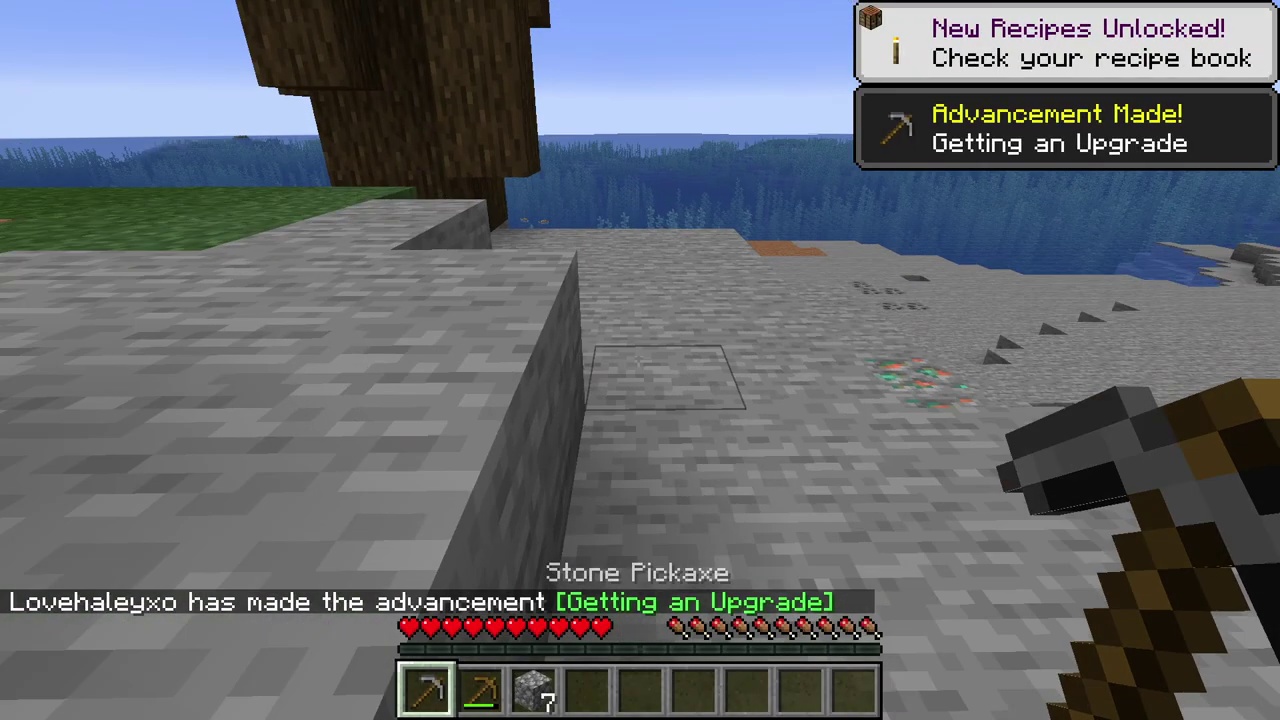 New Recipes Unlocked!
Check your recipe book
Advancement Made!
Getting an Upgrade
Stone Pickaxe
Lovehaleyxo has made the advancement [Getting an Upgrade]
7